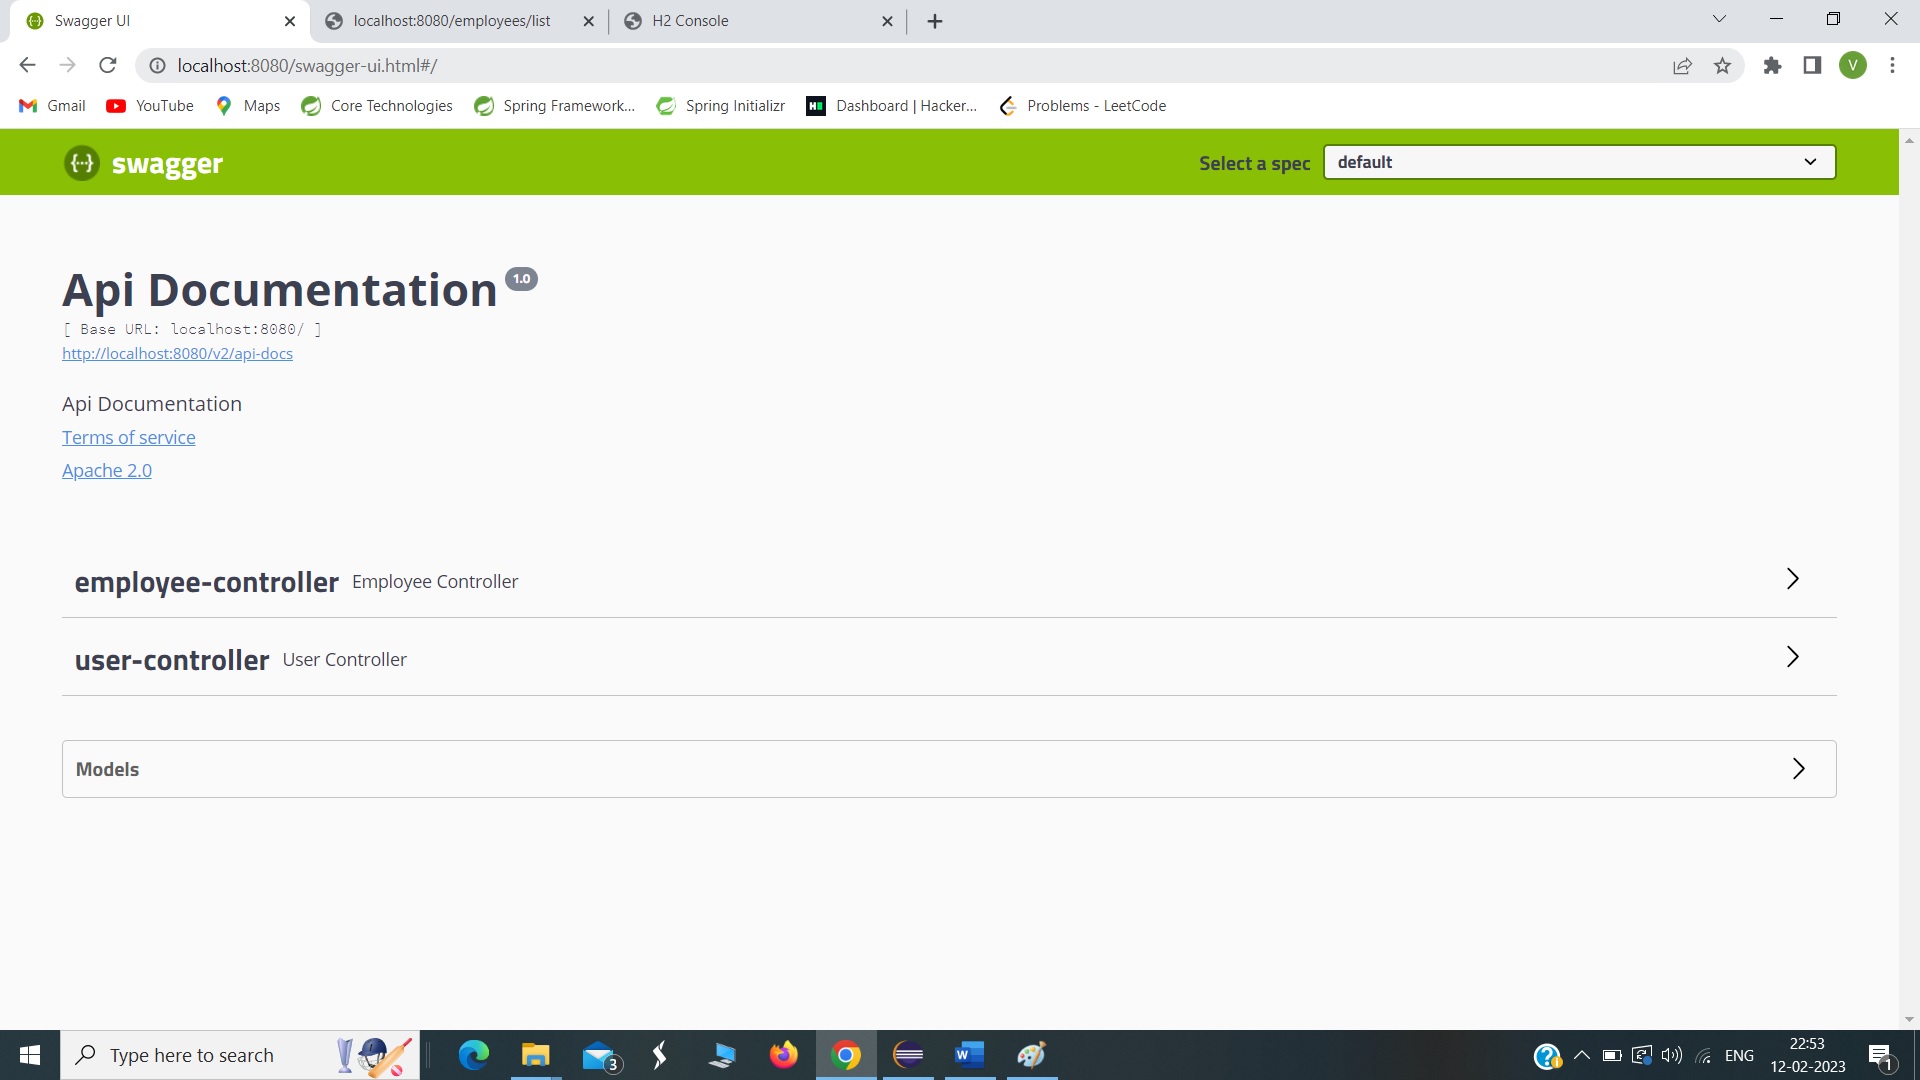 Swagger UI
localhost:8080/employees/list
H2 Console
localhost:8080/swagger-ui.html#/
V
Gmail
YouTube
Maps
Core Technologies
Spring Framework...
Spring Initializr
Dashboard | Hacker...
Problems - LeetCode
swagger
Select a spec
default
Api Documentation 1.0
[ Base URL: localhost:8080/ ]
http://localhost:8080/v2/api-docs
Api Documentation
Terms of service
Apache 2.0
employee-controller Employee Controller
user-controller User Controller
Models
Type here to search
3
ENG
22:53
12-02-2023
1